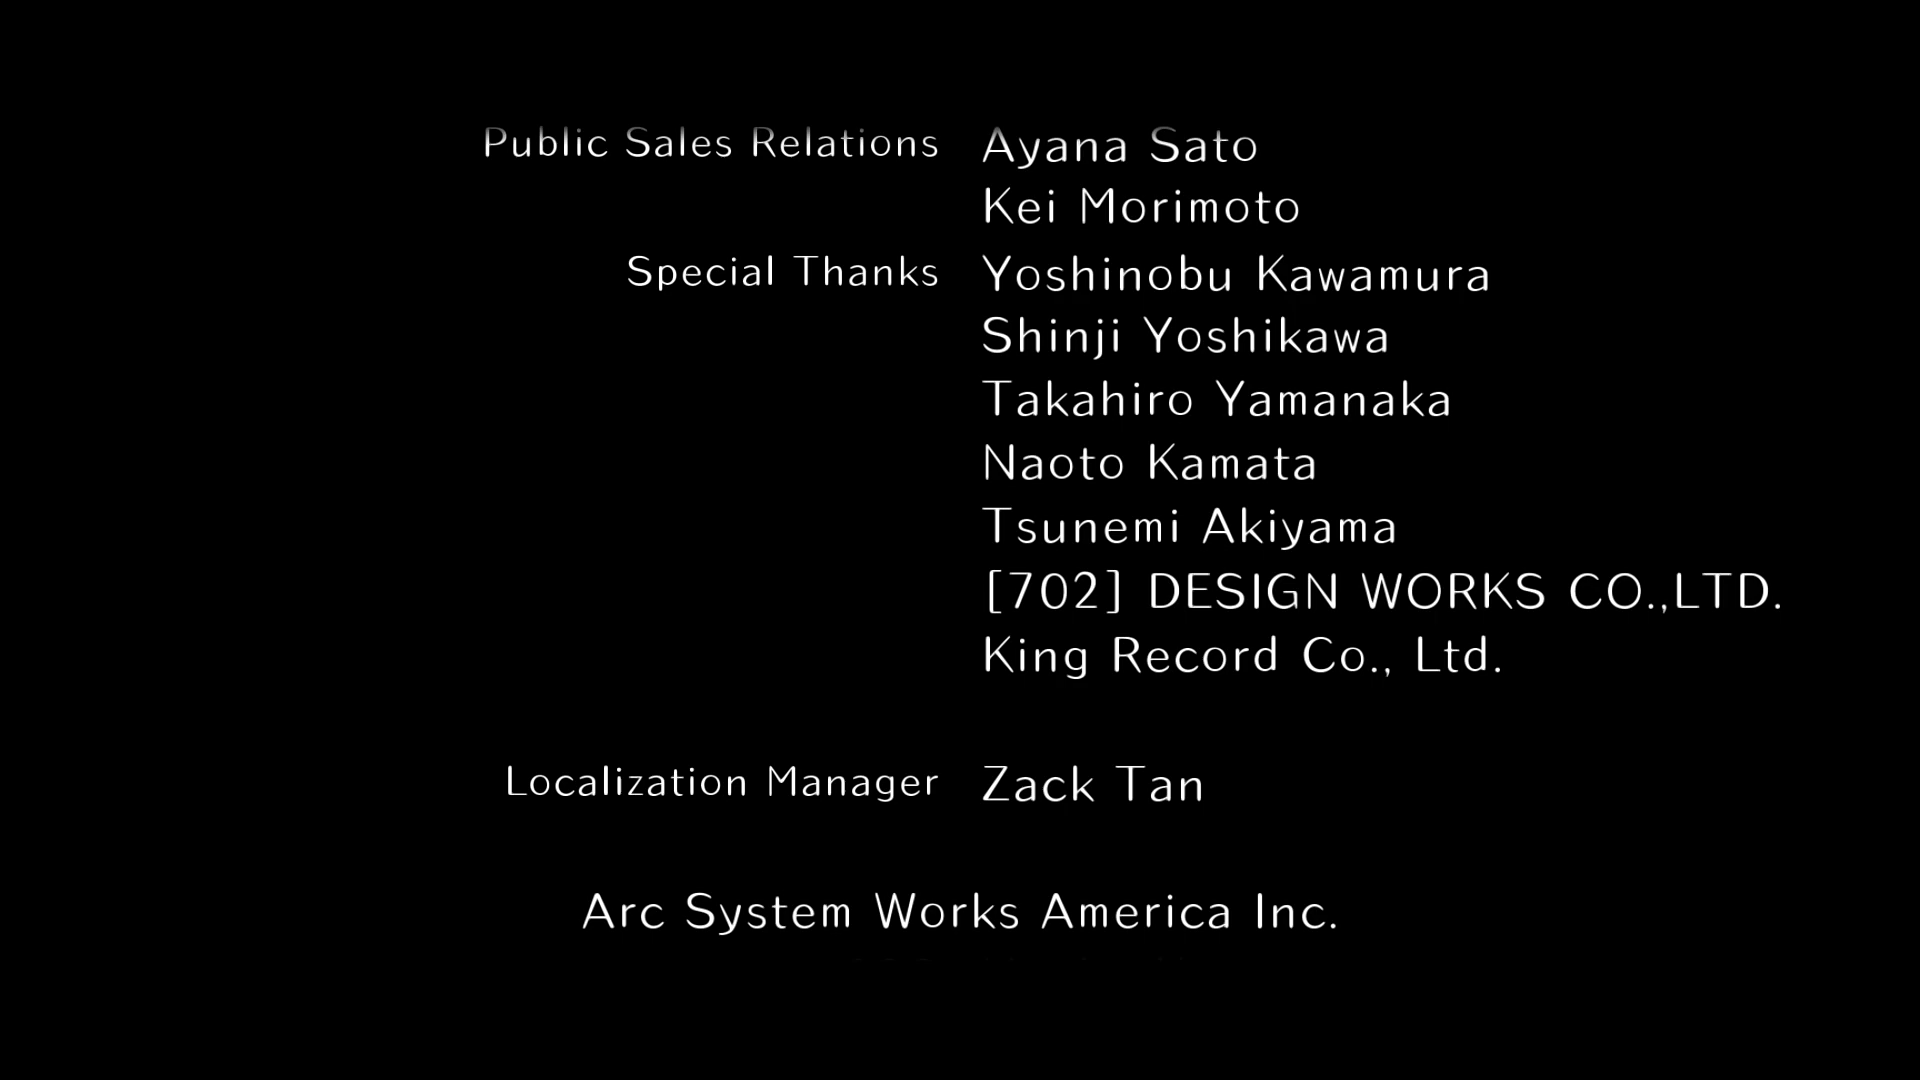 Public Sales Relations Ayana Sato
Kei Morimoto
Special Thanks Yoshinobu Kawamura
Shinji Yoshikawa
Takahiro Yamanaka
Naoto Kamata
Tsunemi Akiyama
[702] DESIGN WORKS CO.,LTD.
King Record Co., Ltd.
Localization Manager Zack Tan
Arc System Works America Inc.